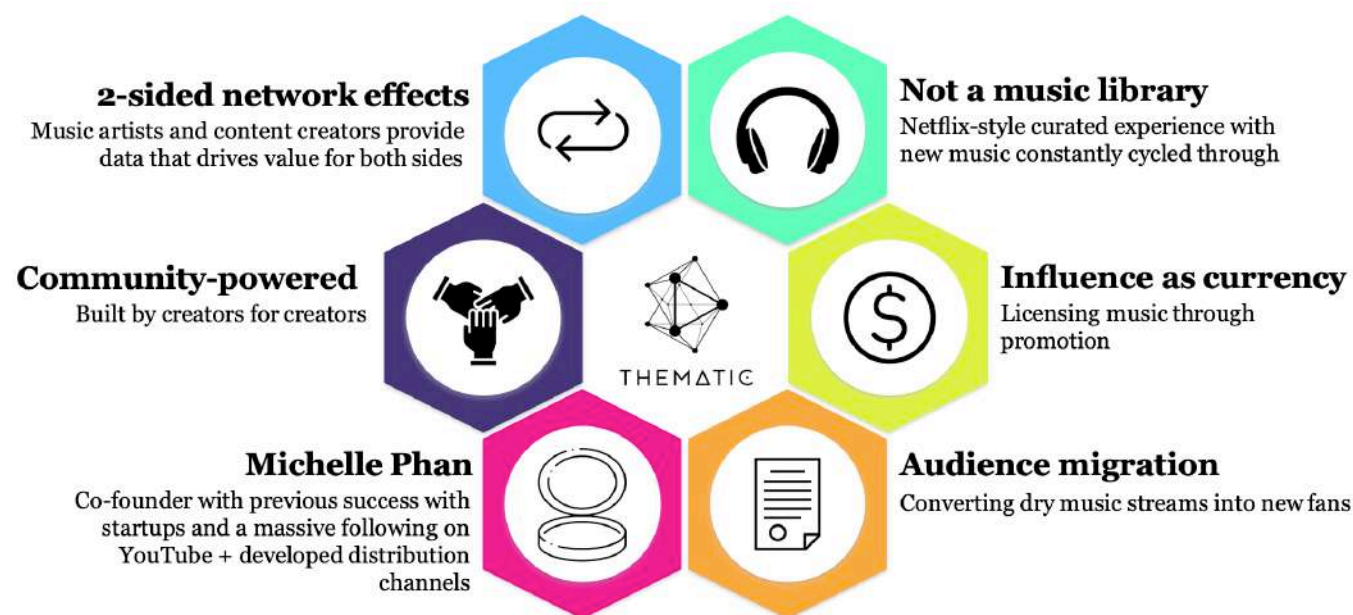 2-sided network effects
Music artists and content creators provide
data that drives value for both sides
Not a music library
Netflix-style curated experience with
new music constantly cycled through
Community-powered
Built by creators for creators
THEMATIC
Influence as currency
Licensing music through
promotion
$
Michelle Phan
Co-founder with previous success with
startups and a massive following on
YouTube + developed distribution
channels
Audience migration
Converting dry music streams into new fans